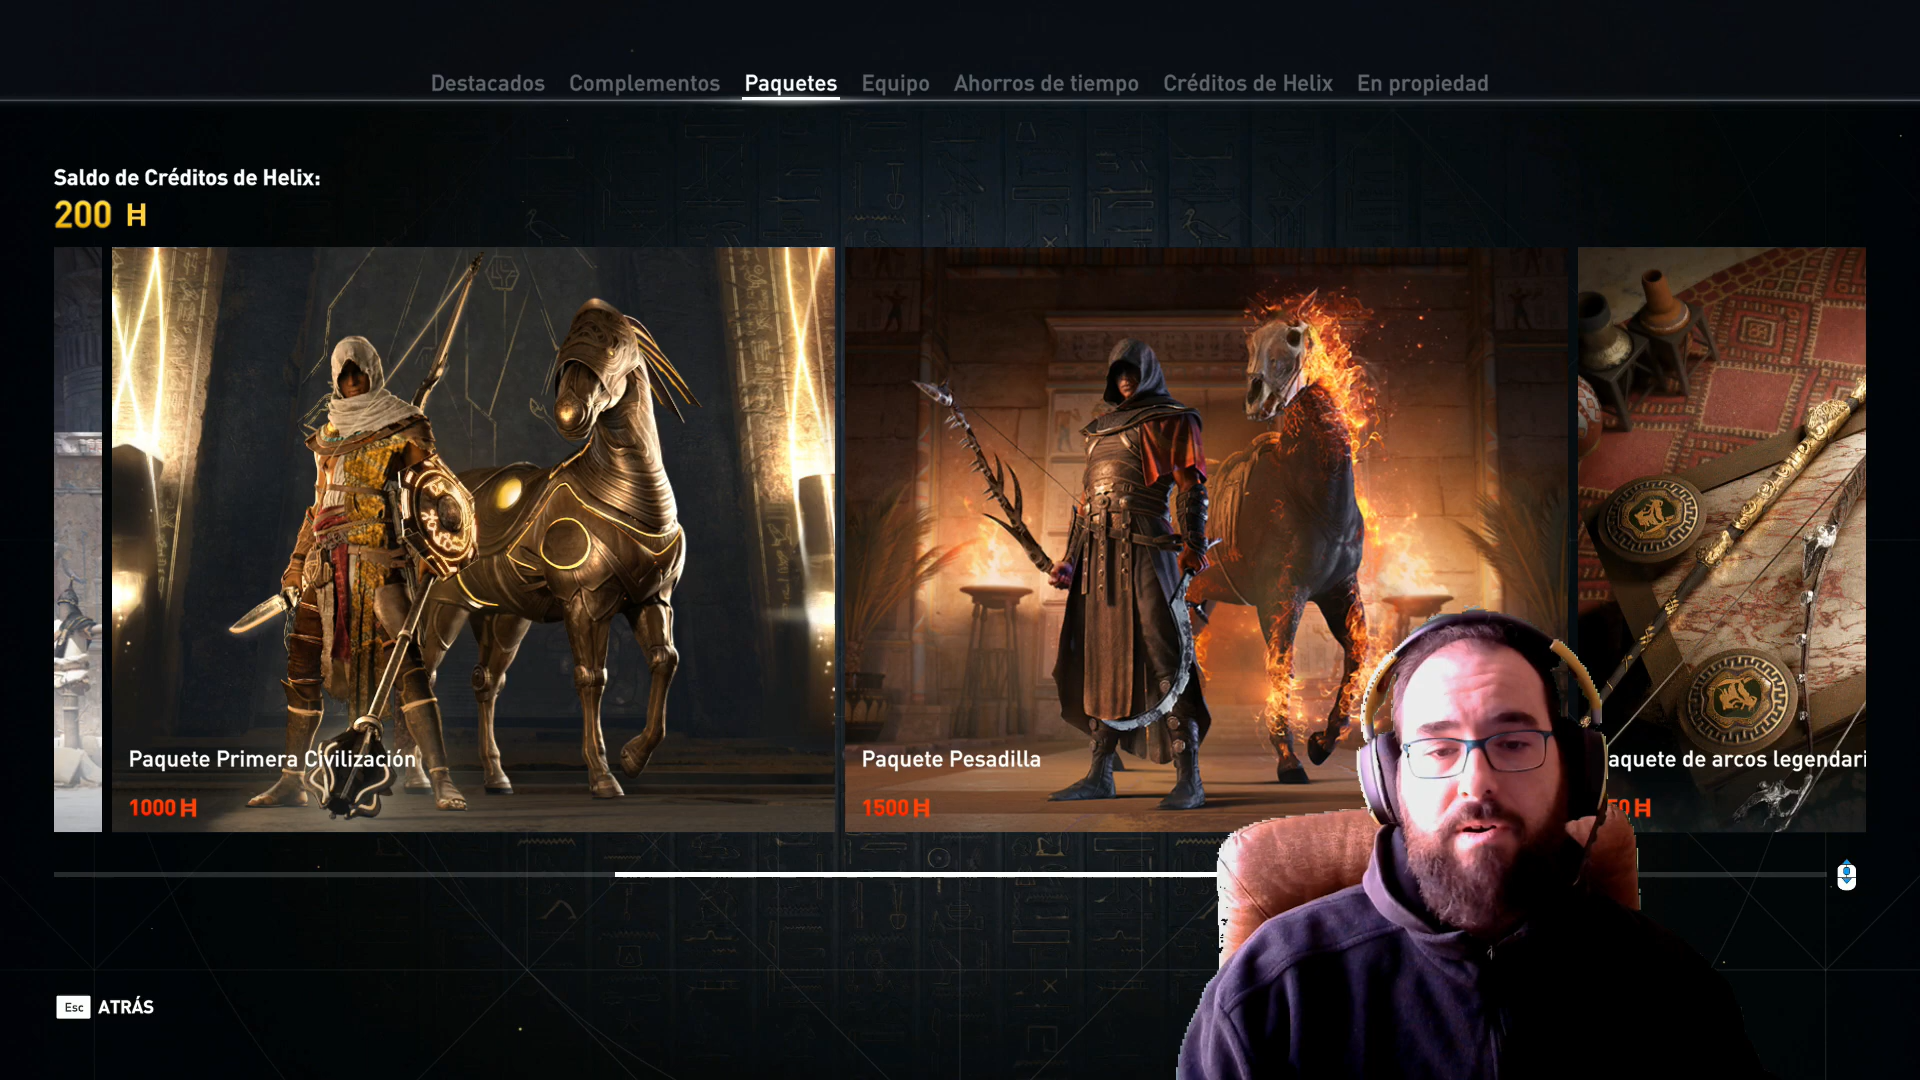 Destacados Complementos Paquetes Equipo Ahorros de tiempo Créditos de Helix En propiedad
Saldo de Créditos de Helix:
200 H
Paquete Primera Civilización
1000 H
Paquete Pesadilla
1500 H
aquete de arcos legendari
50 H
Esc ATRÁS